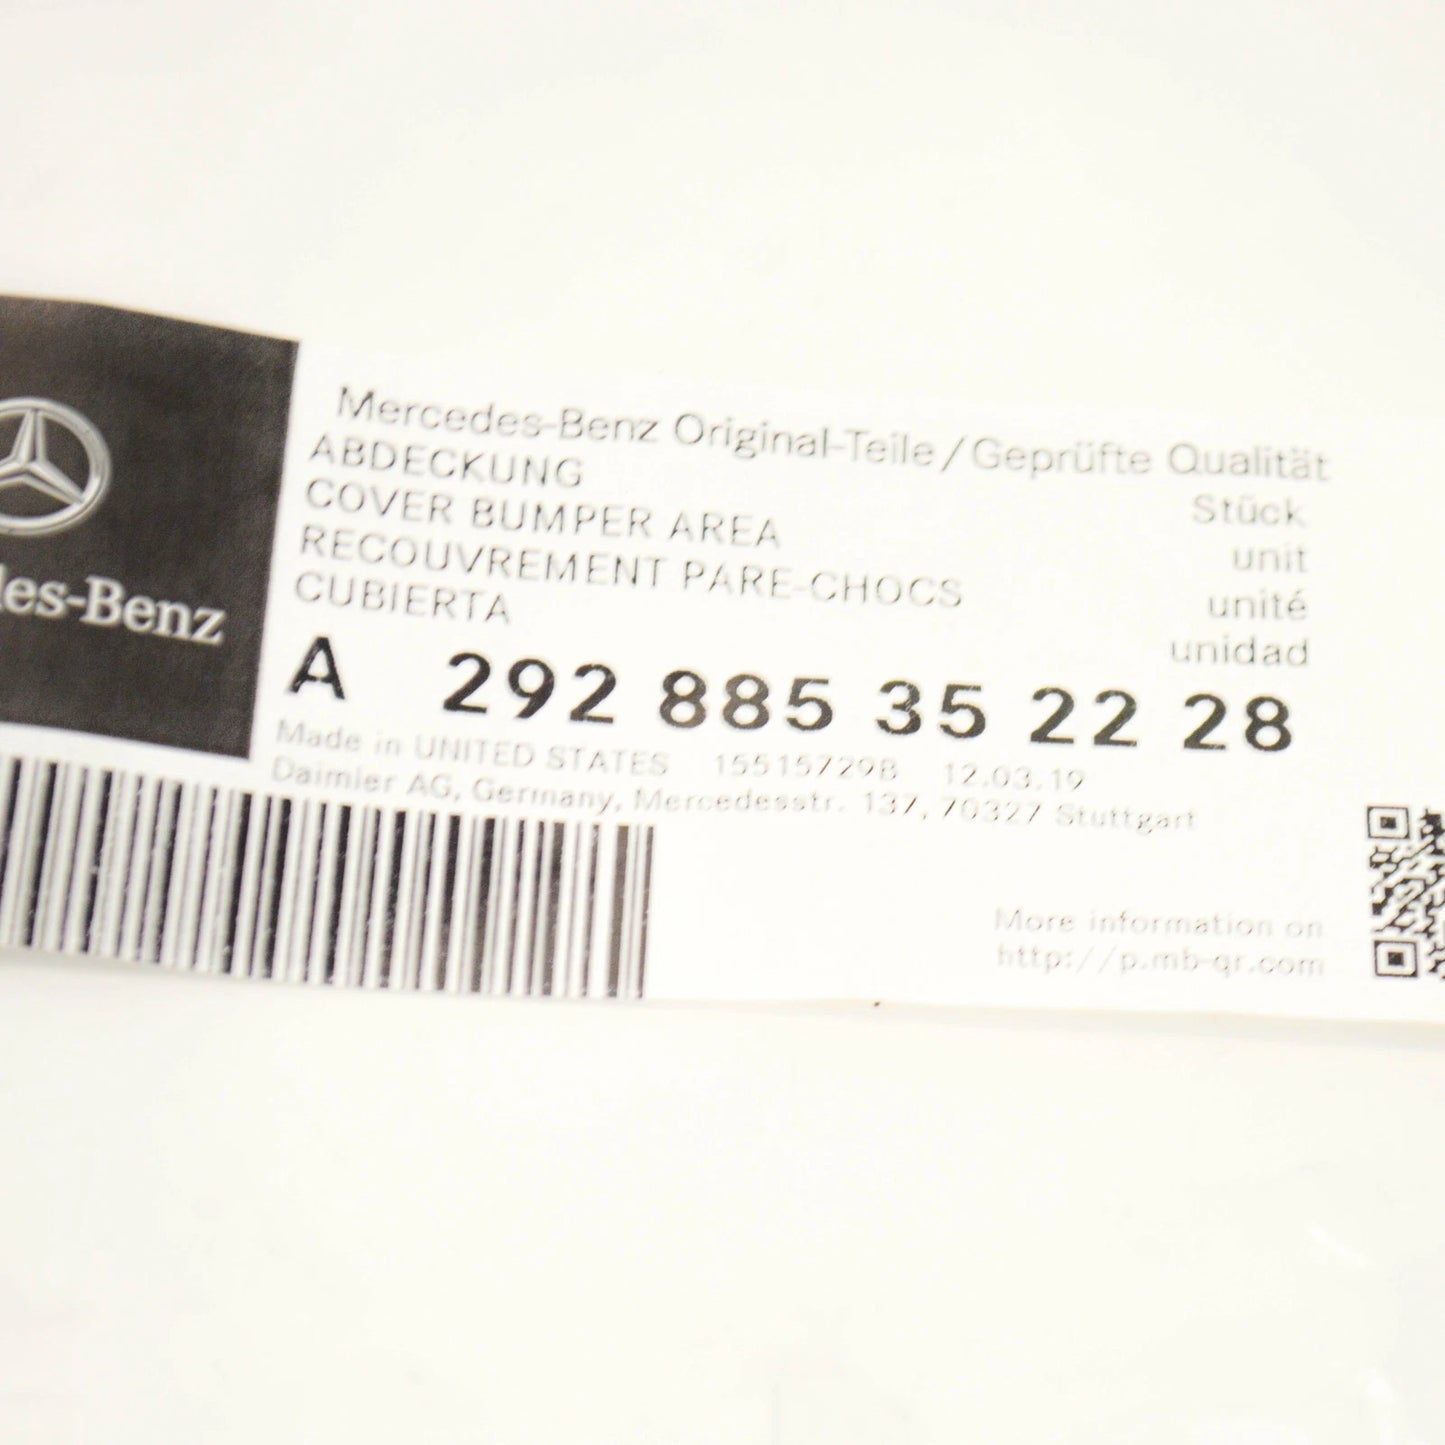 Mercedes-Benz Original-Teile/Geprüfte Qualität
ABDECKUNG Stück
COVER BUMPER AREA unit
RECOUVREMENT PARE-CHOCS unité
CUBIERTA unidad
des-Benz
A 292 885 35 22 28
Made in UNITED STATES 15515729B 12.03.19
Daimler AG, Germany, Mercedesstr. 137, 70327 Stuttgart
More information on
http://p.mb-qr.com